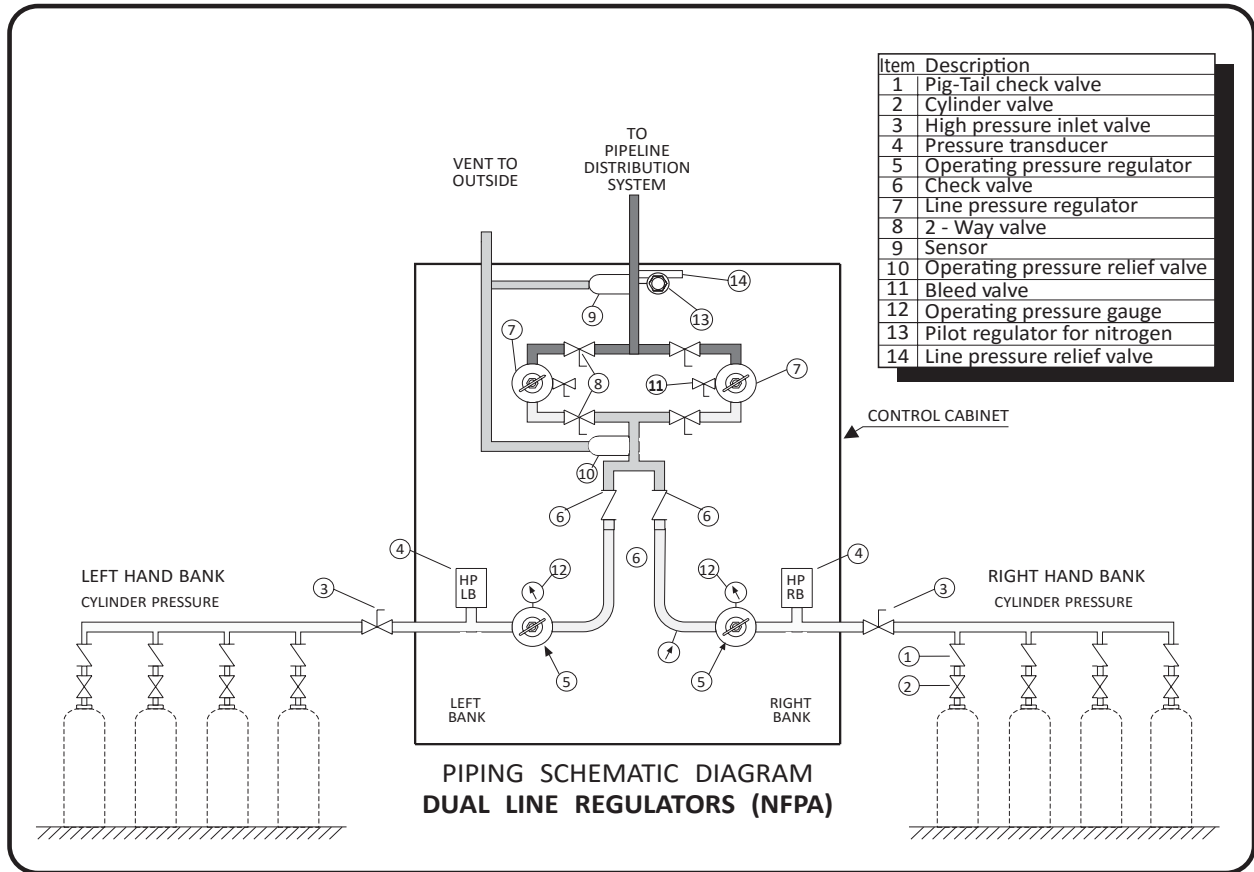 Item Description
1 Pig-Tail check valve
2 Cylinder valve
3 High pressure inlet valve
4 Pressure transducer
5 Operating pressure regulator
6 Check valve
7 Line pressure regulator
8 2 - Way valve
9 Sensor
10 Operating pressure relief valve
11 Bleed valve
12 Operating pressure gauge
13 Pilot regulator for nitrogen
14 Line pressure relief valve
VENT TO
OUTSIDE
TO
PIPELINE
DISTRIBUTION
SYSTEM
14
9
13
7
8
11
7
CONTROL CABINET
10
6
6
6
4
HP
LB
12
12
HP
RB
4
LEFT HAND BANK
CYLINDER PRESSURE
3
RIGHT HAND BANK
CYLINDER PRESSURE
3
5
5
1
2
LEFT
BANK
RIGHT
BANK
PIPING SCHEMATIC DIAGRAM
DUAL LINE REGULATORS (NFPA)